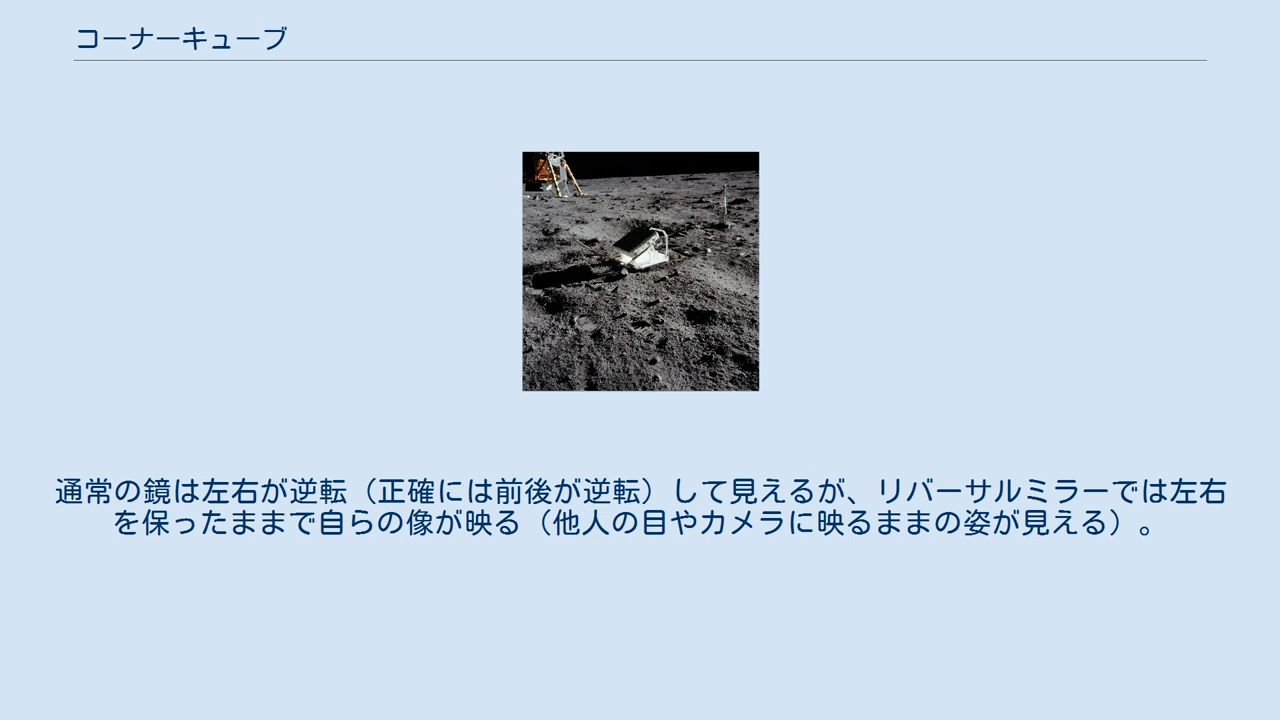 コーナーキューブ
通常の鏡は左右が逆転（正確には前後が逆転）して見えるが、リバーサルミラーでは左右
を保ったままで自らの像が映る（他人の目やカメラに映るままの姿が見える）。